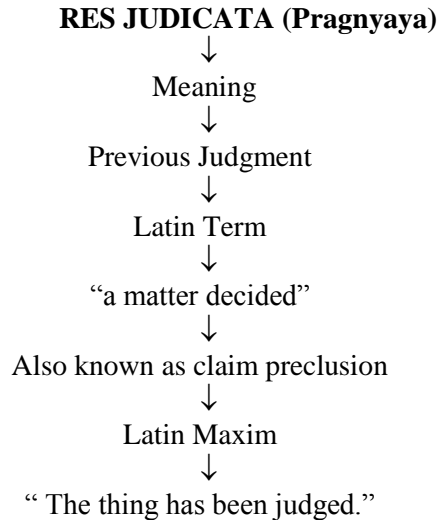 RES JUDICATA (Pragnyaya)
↓
Meaning
↓
Previous Judgment
↓
Latin Term
↓
“a matter decided”
↓
Also known as claim preclusion
↓
Latin Maxim
↓
“ The thing has been judged.”